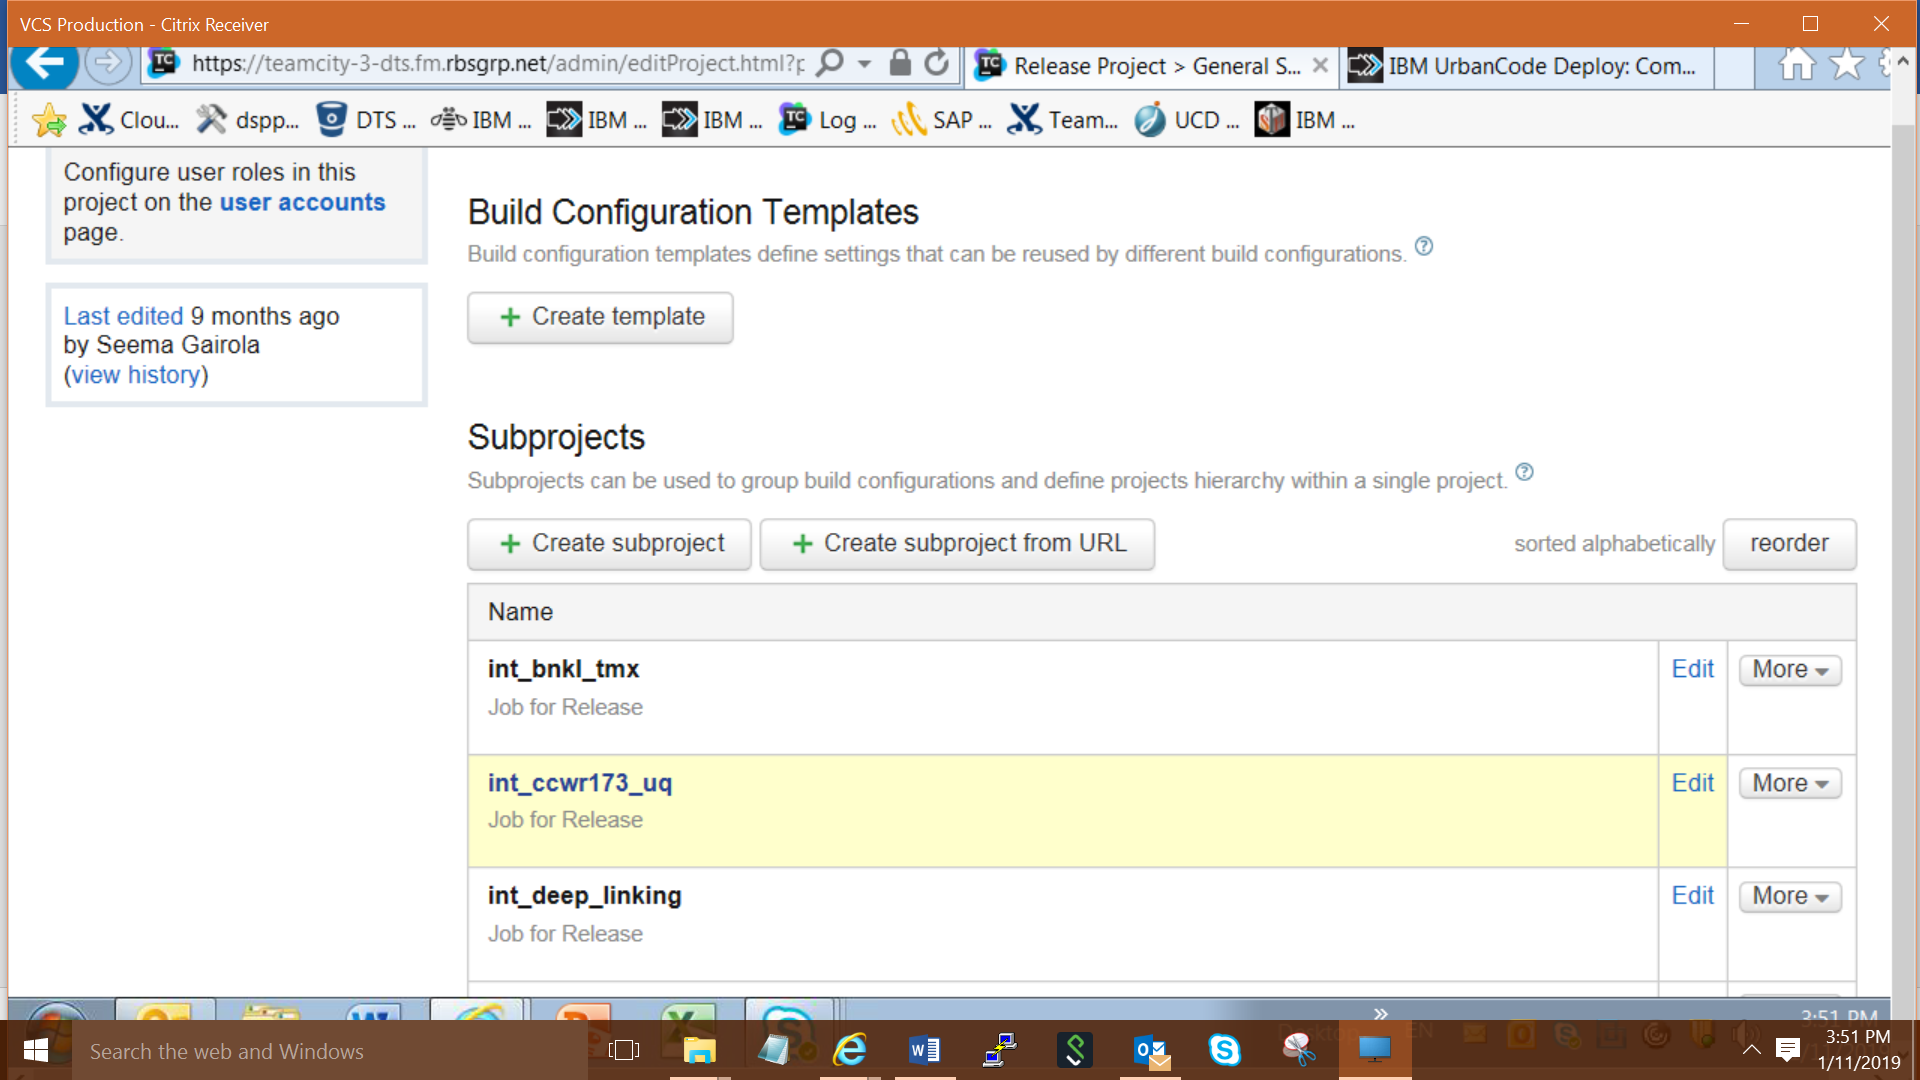 VCS Production - Citrix Receiver
https://teamcity-3-dts.fm.rbsgrp.net/admin/editProject.html?p
Release Project > General S...
IBM UrbanCode Deploy: Com...
Clou...
dspp...
DTS ...
IBM ...
IBM ...
IBM ...
Log ...
SAP ...
Team...
UCD ...
IBM ...
Configure user roles in this
project on the user accounts
page.
Last edited 9 months ago
by Seema Gairola
(view history)
Build Configuration Templates
Build configuration templates define settings that can be reused by different build configurations. ?
+ Create template
Subprojects
Subprojects can be used to group build configurations and define projects hierarchy within a single project. ?
+ Create subproject
+ Create subproject from URL
sorted alphabetically
reorder
Name
int_bnkl_tmx
Job for Release
Edit
More
int_ccwr173_uq
Job for Release
Edit
More
int_deep_linking
Job for Release
Edit
More
3:51 PM
Desktop
EN
Search the web and Windows
3:51 PM
1/11/2019